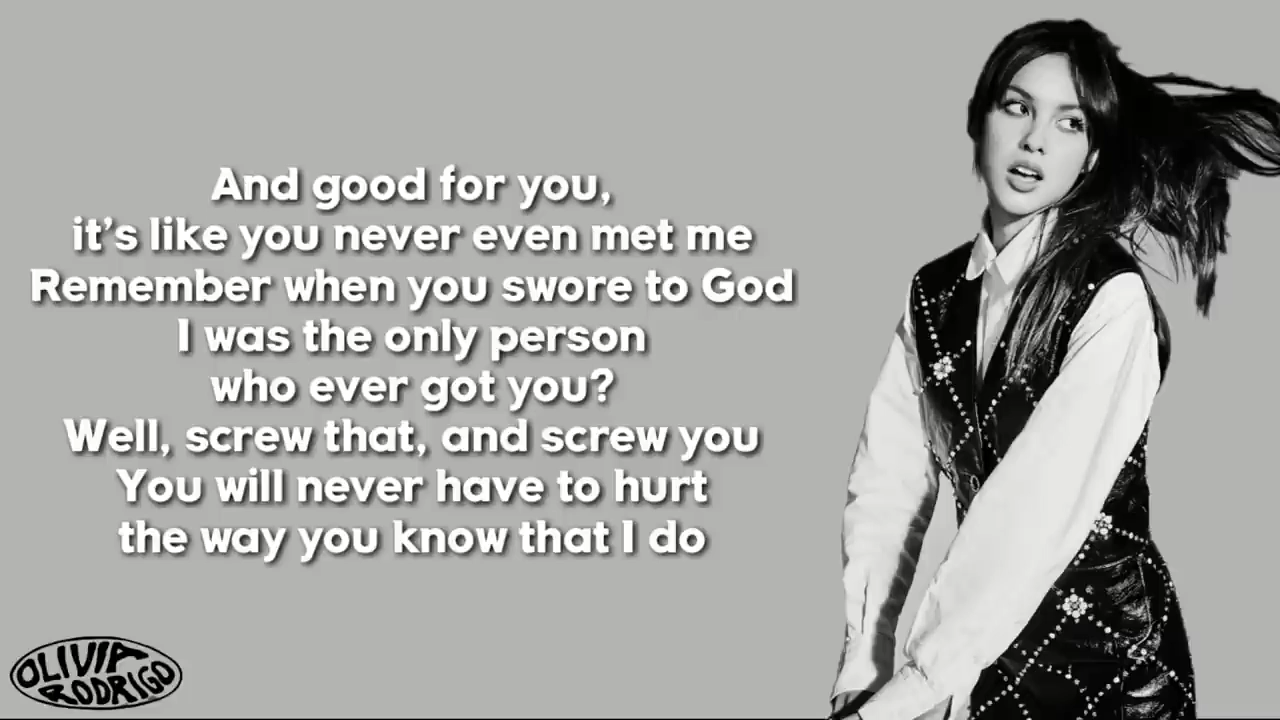 And good for you,
it's like you never even met me
Remember when you swore to God
I was the only person
who ever got you?
Well, screw that, and screw you
You will never have to hurt
the way you know that I do
OLIVIA
RODRIGO